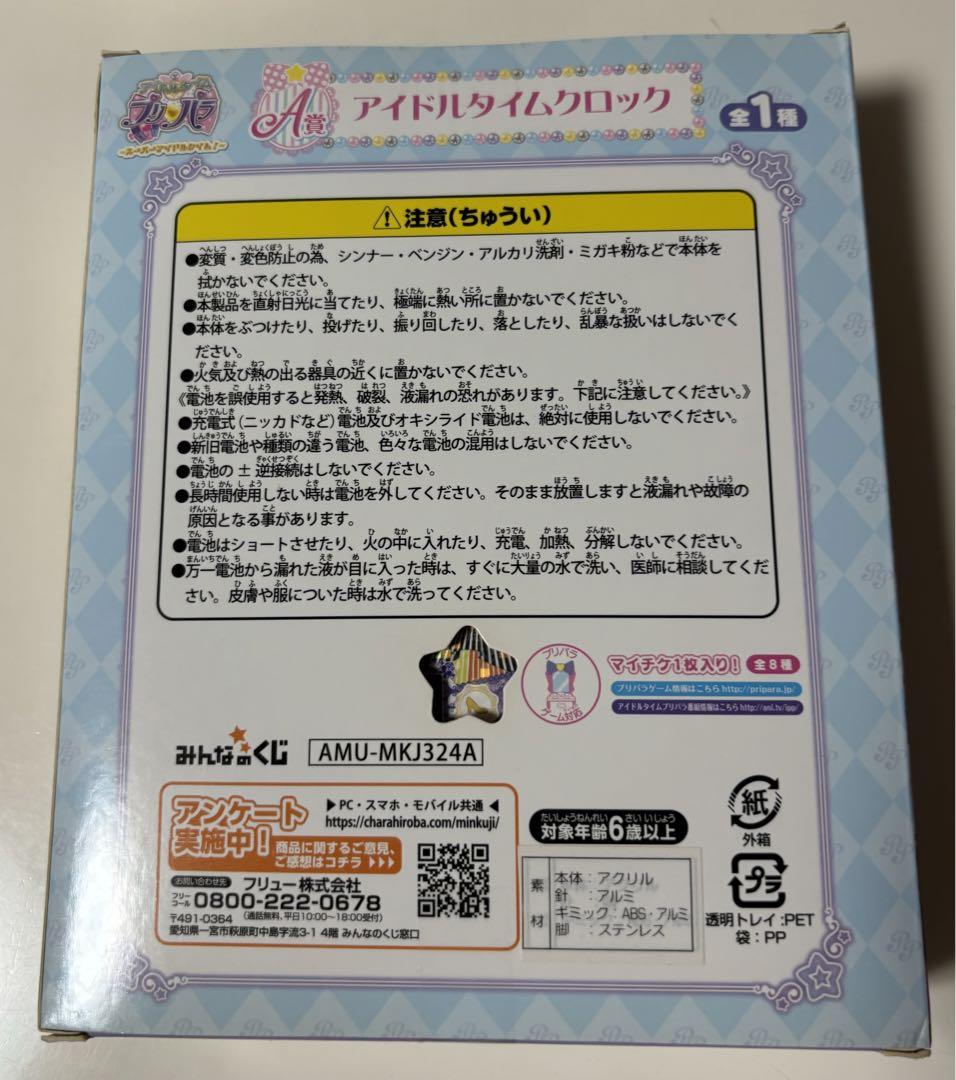 アイドルタイム
プリパラ
A賞
アイドルタイムクロック
全1種
⚠注意(ちゅうい)
●変質・変色防止の為、シンナー・ベンジン・アルカリ洗剤・ミガキ粉などで本体を
拭かないでください。
●本製品を直射日光に当てたり、極端に熱い所に置かないでください。
●本体をぶつけたり、投げたり、振り回したり、落としたり、乱暴な扱いはしないでく
ださい。
●火気及び熱の出る器具の近くに置かないでください。
《電池を誤使用すると発熱、破裂、液漏れの恐れがあります。下記に注意してください。》
●充電式(ニッカドなど)電池及びオキシライド電池は、絶対に使用しないでください。
●新旧電池や種類の違う電池、色々な電池の混用はしないでください。
●電池の ± 逆接続はしないでください。
●長時間使用しない時は電池を外してください。そのまま放置しますと液漏れや故障の
原因となる事があります。
●電池はショートさせたり、火の中に入れたり、充電、加熱、分解しないでください。
●万一電池から漏れた液が目に入った時は、すぐに大量の水で洗い、医師に相談してくだ
さい。皮膚や服についた時は水で洗ってください。
プリパラ
ゲーム対応
マイチケ1枚入り! 全8種
プリパラゲーム情報はこちら http://pripara.jp/
アイドルタイムプリパラ番組情報はこちら http://ani.tv/ipp/
みんなのくじ
AMU-MKJ324A
アンケート
実施中!
▶PC・スマホ・モバイル共通◀
https://charahiroba.com/minkuji/
商品に関するご意見、
ご感想はコチラ▶▶▶
お問い合わせ先 フリュー株式会社
フリーコール 0800-222-0678
〒491-0364 (通話無料,平日10:00~18:00受付)
愛知県一宮市萩原町中島字流3-1 4階 みんなのくじ窓口
たいしょうねんれい さい いじょう
対象年齢6歳以上
素材
本体:アクリル
針:アルミ
ギミック:ABS・アルミ
脚:ステンレス
紙
外箱
プラ
透明トレイ:PET
袋:PP